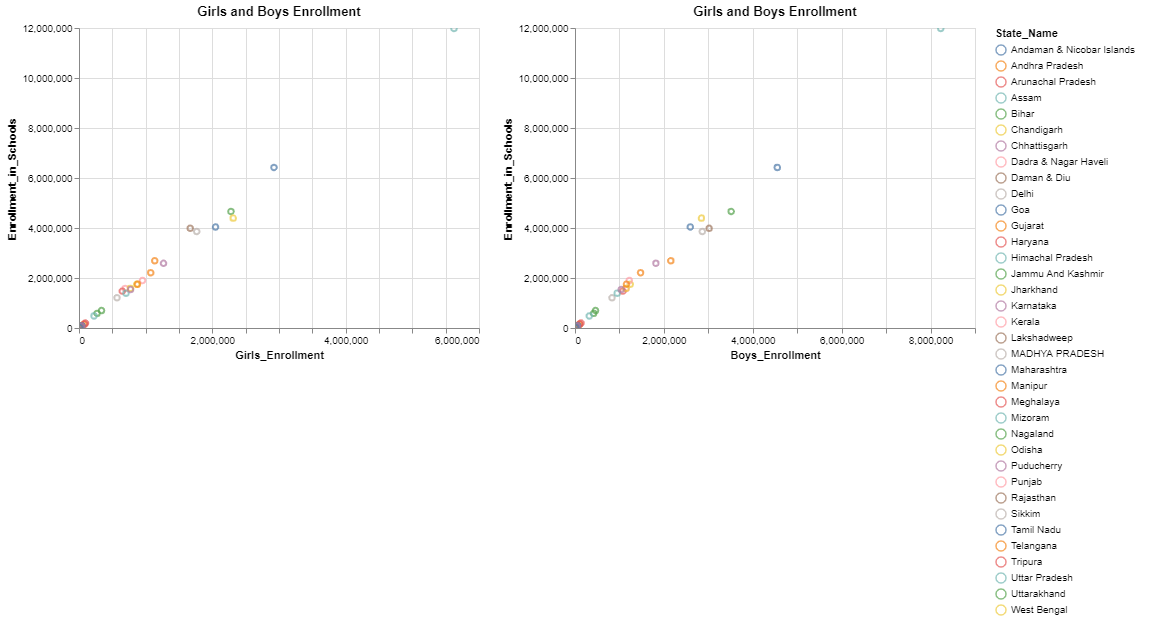 Girls and Boys Enrollment
12,000,000
10,000,000
8,000,000
6,000,000
4,000,000
2,000,000
0
Enrollment_in_Schools
0 2,000,000 4,000,000 6,000,000
Girls_Enrollment
Girls and Boys Enrollment
12,000,000
10,000,000
8,000,000
6,000,000
4,000,000
2,000,000
0
Enrollment_in_Schools
0 2,000,000 4,000,000 6,000,000 8,000,000
Boys_Enrollment
State_Name
Andaman & Nicobar Islands
Andhra Pradesh
Arunachal Pradesh
Assam
Bihar
Chandigarh
Chhattisgarh
Dadra & Nagar Haveli
Daman & Diu
Delhi
Goa
Gujarat
Haryana
Himachal Pradesh
Jammu And Kashmir
Jharkhand
Karnataka
Kerala
Lakshadweep
MADHYA PRADESH
Maharashtra
Manipur
Meghalaya
Mizoram
Nagaland
Odisha
Puducherry
Punjab
Rajasthan
Sikkim
Tamil Nadu
Telangana
Tripura
Uttar Pradesh
Uttarakhand
West Bengal